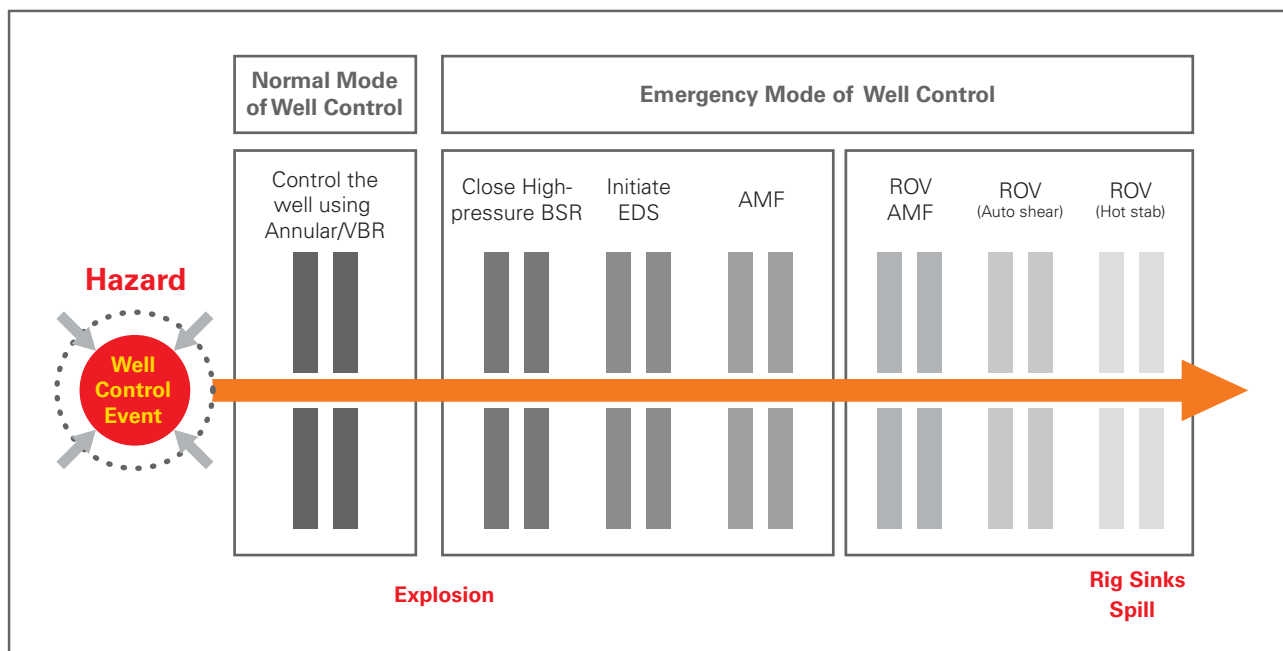 Normal Mode
of Well Control
Emergency Mode of Well Control
Control the
well using
Annular/VBR
Close High-
pressure BSR
Initiate
EDS
AMF
ROV
AMF
ROV
(Auto shear)
ROV
(Hot stab)
Hazard
Well
Control
Event
Explosion
Rig Sinks
Spill